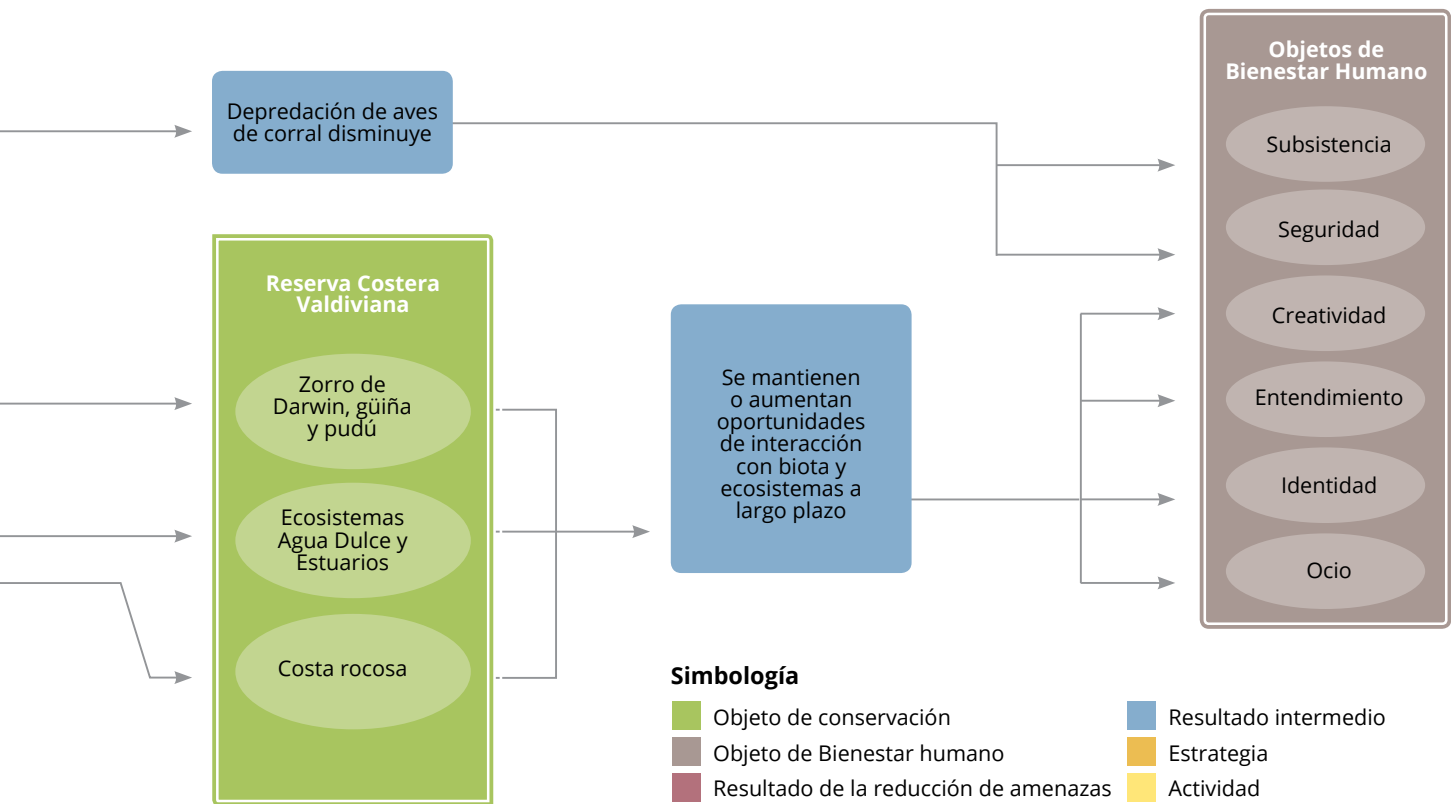 Depredación de aves
de corral disminuye
Reserva Costera
Valdiviana
Zorro de
Darwin, güiña
y pudú
Ecosistemas
Agua Dulce y
Estuarios
Costa rocosa
Se mantienen
o aumentan
oportunidades
de interacción
con biota y
ecosistemas a
largo plazo
Objetos de
Bienestar Humano
Subsistencia
Seguridad
Creatividad
Entendimiento
Identidad
Ocio
Simbología
Objeto de conservación
Objeto de Bienestar humano
Resultado de la reducción de amenazas
Resultado intermedio
Estrategia
Actividad